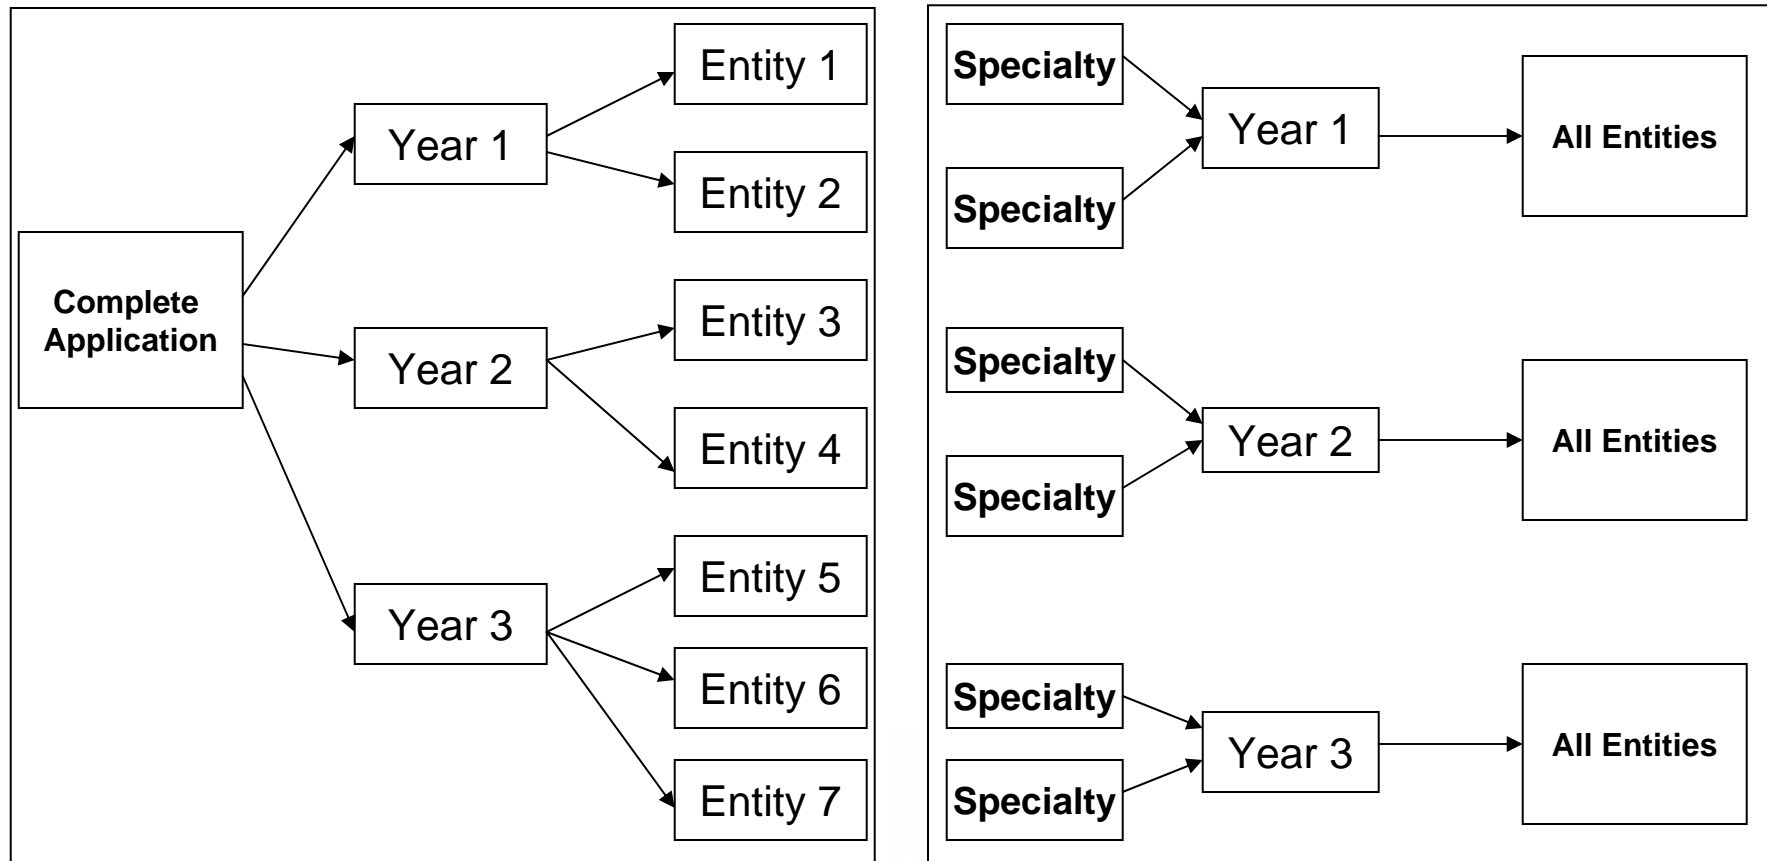 Complete
Application
Year 1
Year 2
Year 3
Entity 1
Entity 2
Entity 3
Entity 4
Entity 5
Entity 6
Entity 7
Specialty
Specialty
Year 1
All Entities
Specialty
Specialty
Year 2
All Entities
Specialty
Specialty
Year 3
All Entities